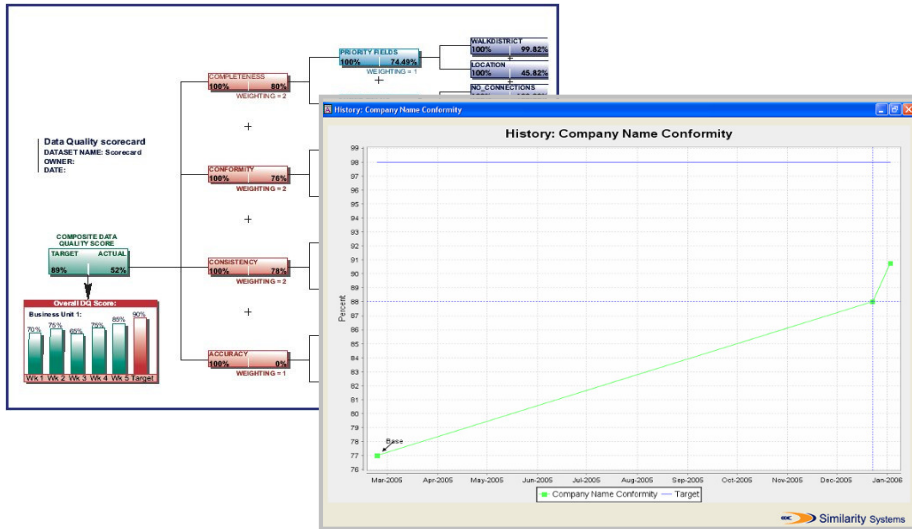 WALKDISTRICT
100% 99.82%
PRIORITY FIELDS
100% 74.49%
WEIGHTING = 1
+
LOCATION
100% 45.82%
NO_CONNECTIONS
COMPLETENESS
100% 80%
WEIGHTING = 2
+
Data Quality scorecard
DATASET NAME: Scorecard
OWNER:
DATE:
CONFORMITY
100% 76%
WEIGHTING = 2
+
COMPOSITE DATA
QUALITY SCORE
TARGET ACTUAL
89% 52%
CONSISTENCY
100% 78%
WEIGHTING = 2
+
Overall DQ Score:
Business Unit 1:
70% 75% 65% 75% 85% 90%
Wk 1 Wk 2 Wk 3 Wk 4 Wk 5 Target
ACCURACY
100% 0%
WEIGHTING = 1
History: Company Name Conformity
History: Company Name Conformity
99
98
97
96
95
94
93
92
91
90
89
88
87
86
85
84
83
82
81
80
79
78
77
76
Percent
Base
Mar-2005 Apr-2005 May-2005 Jun-2005 Jul-2005 Aug-2005 Sep-2005 Oct-2005 Nov-2005 Dec-2005 Jan-2006
Company Name Conformity Target
Similarity Systems